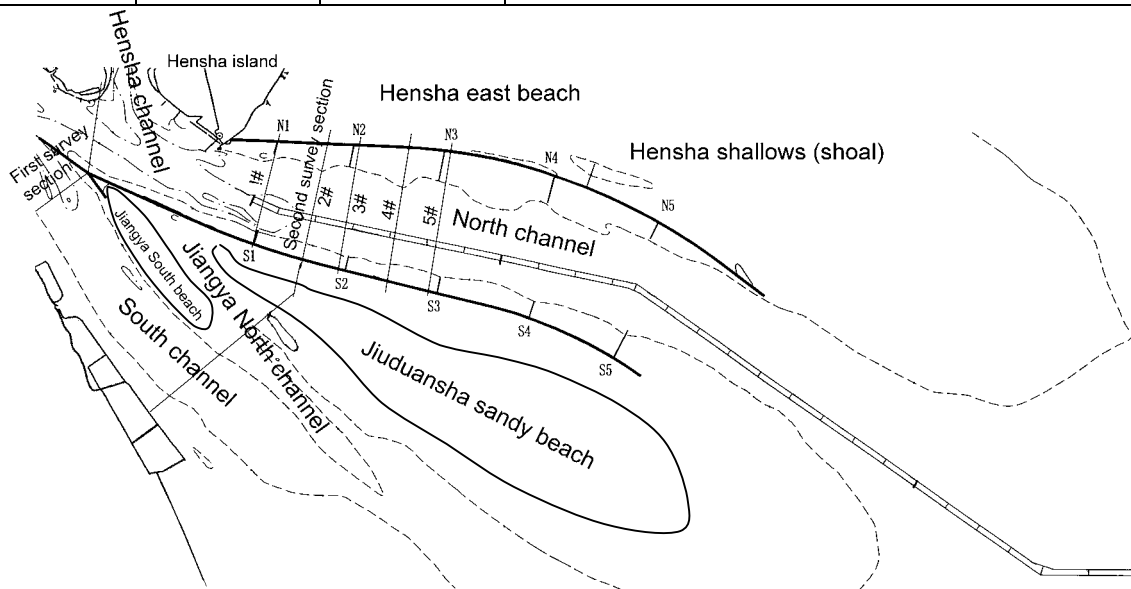 Hensha channel
Hensha island
Hensha east beach
N1
N2
N3
N4
N5
Hensha shallows (shoal)
First survey
section
Second survey section
!#
2#
3#
4#
5#
North channel
Jiangya South beach
Jiangya North channel
South channel
S1
S2
S3
S4
S5
Jiuduansha sandy beach